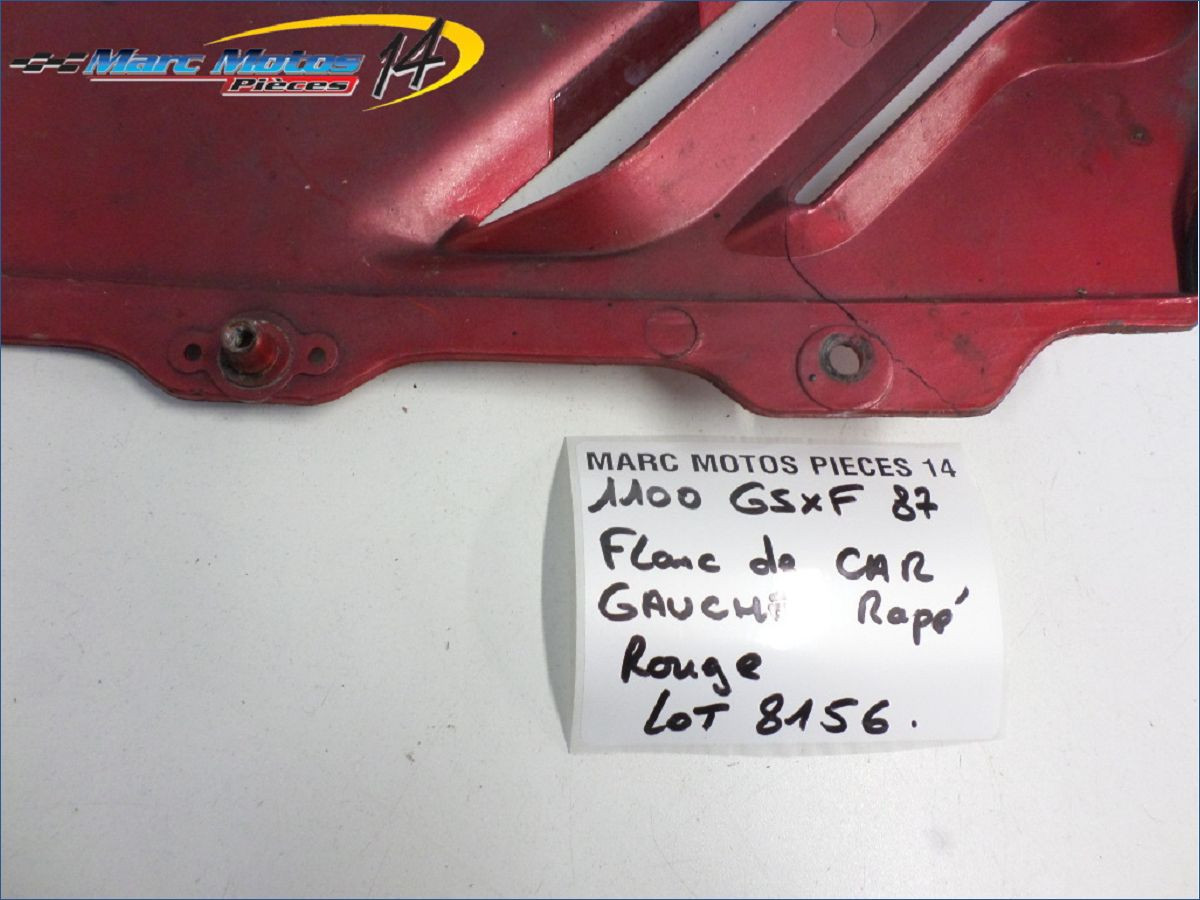 Marc Motos 14
Pièces
MARC MOTOS PIECES 14
1100 GSXF 87
Flanc de CAR
GAUCHE Rapé
Rouge
LOT 8156.